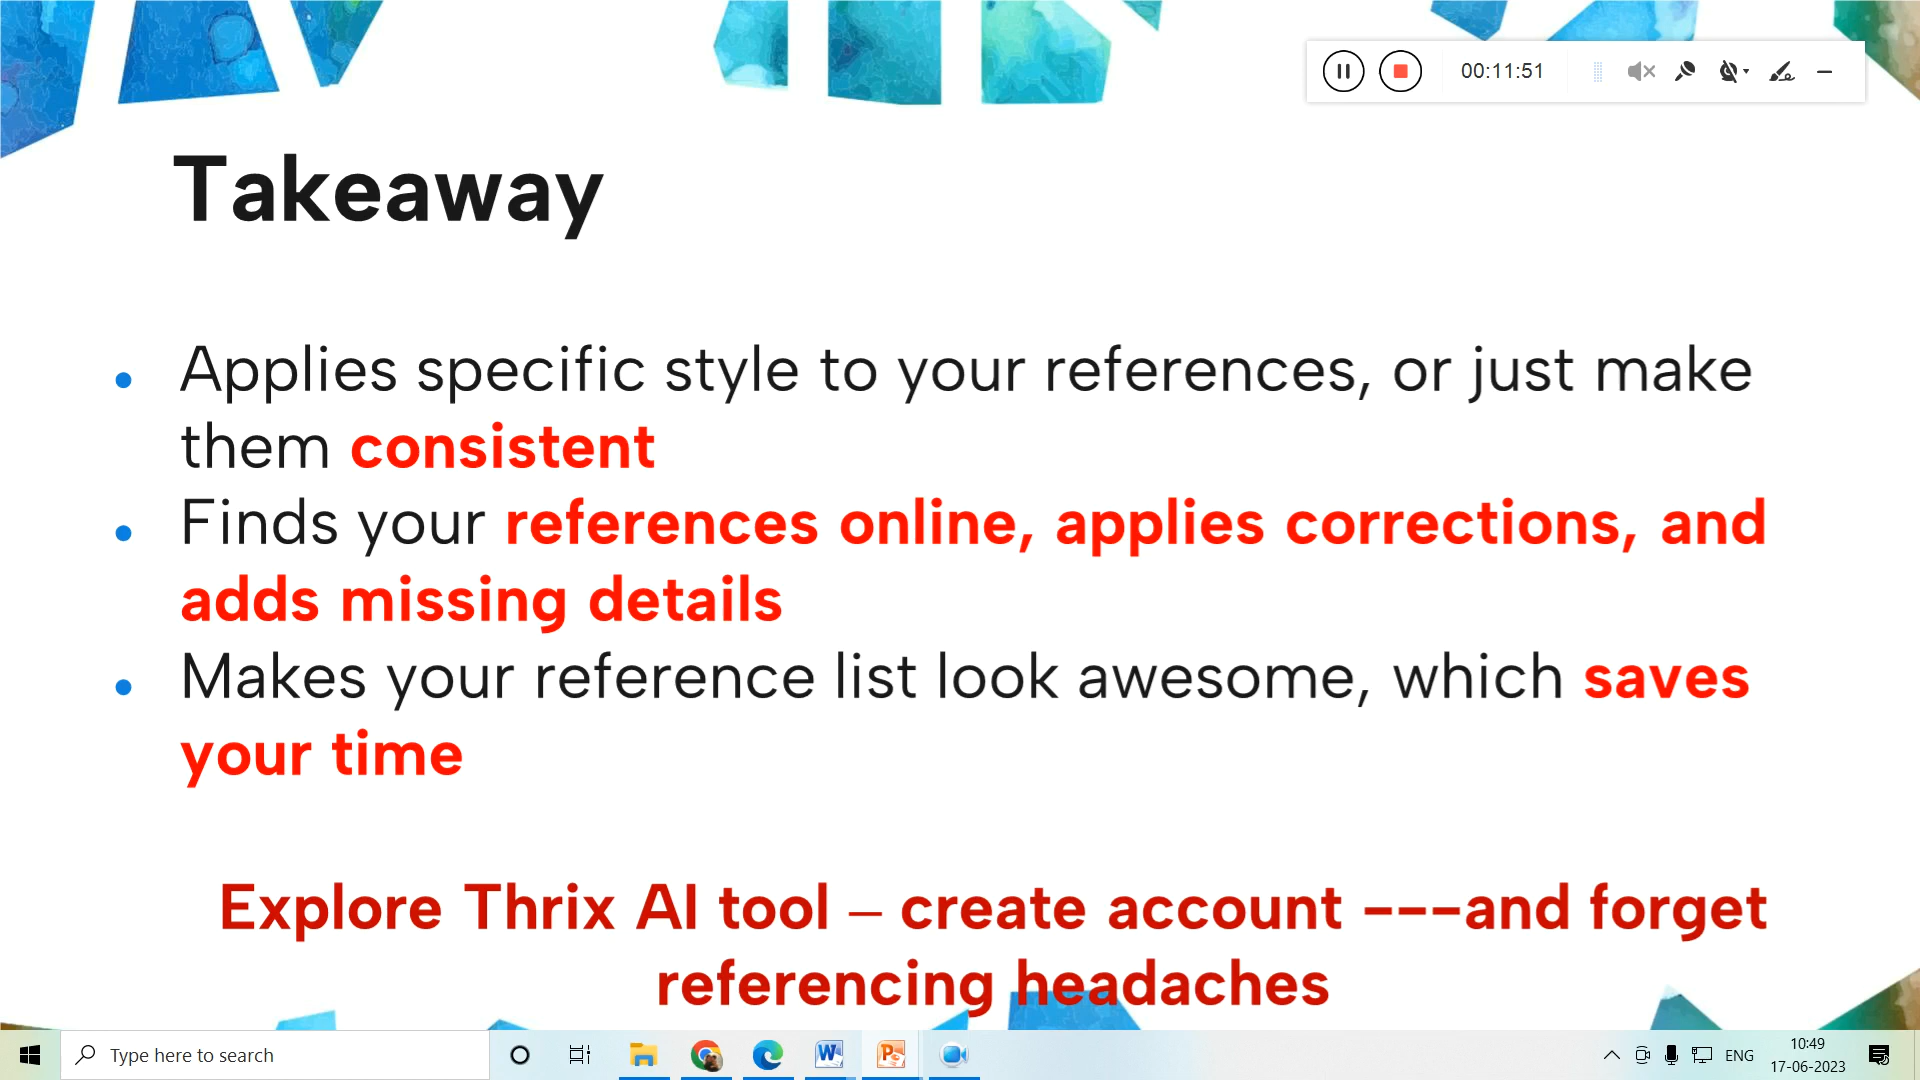 00:11:51
Takeaway
• Applies specific style to your references, or just make
them consistent
• Finds your references online, applies corrections, and
adds missing details
• Makes your reference list look awesome, which saves
your time
Explore Thrix AI tool – create account ---and forget
referencing headaches
Type here to search
ENG
10:49
17-06-2023